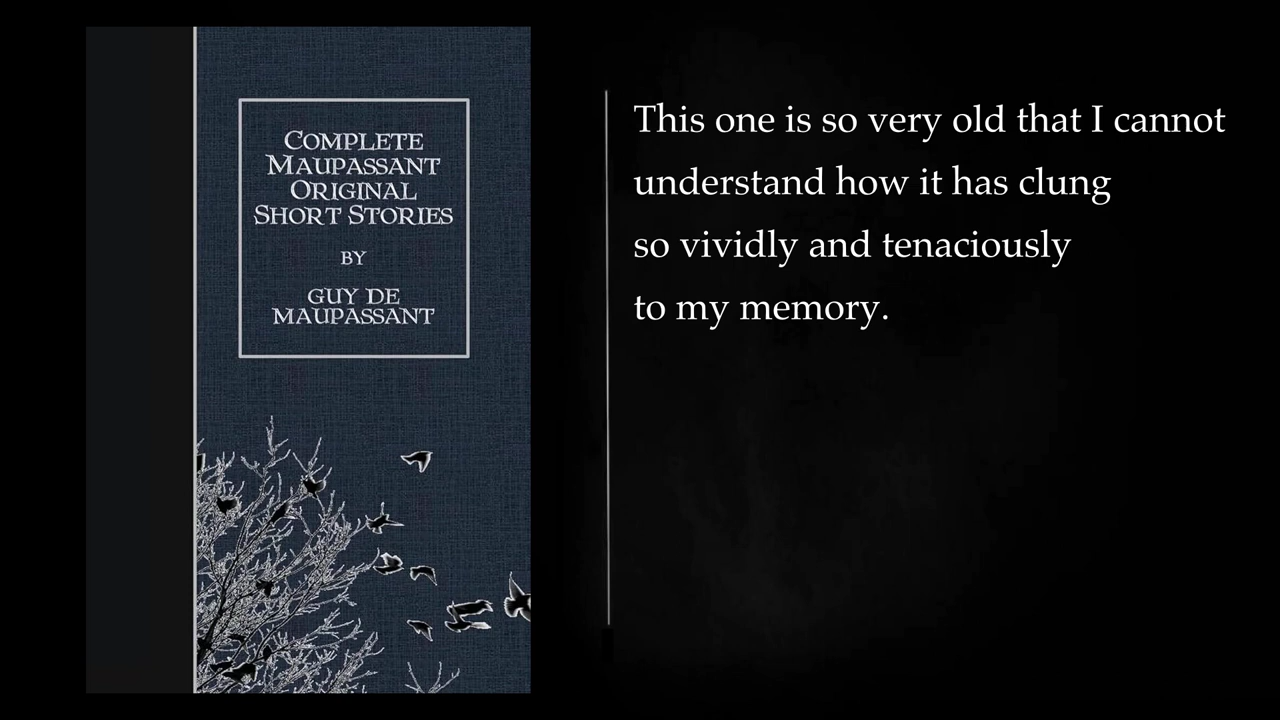 COMPLETE
MAUPASSANT
ORIGINAL
SHORT STORIES
BY
GUY DE
MAUPASSANT
This one is so very old that I cannot
understand how it has clung
so vividly and tenaciously
to my memory.